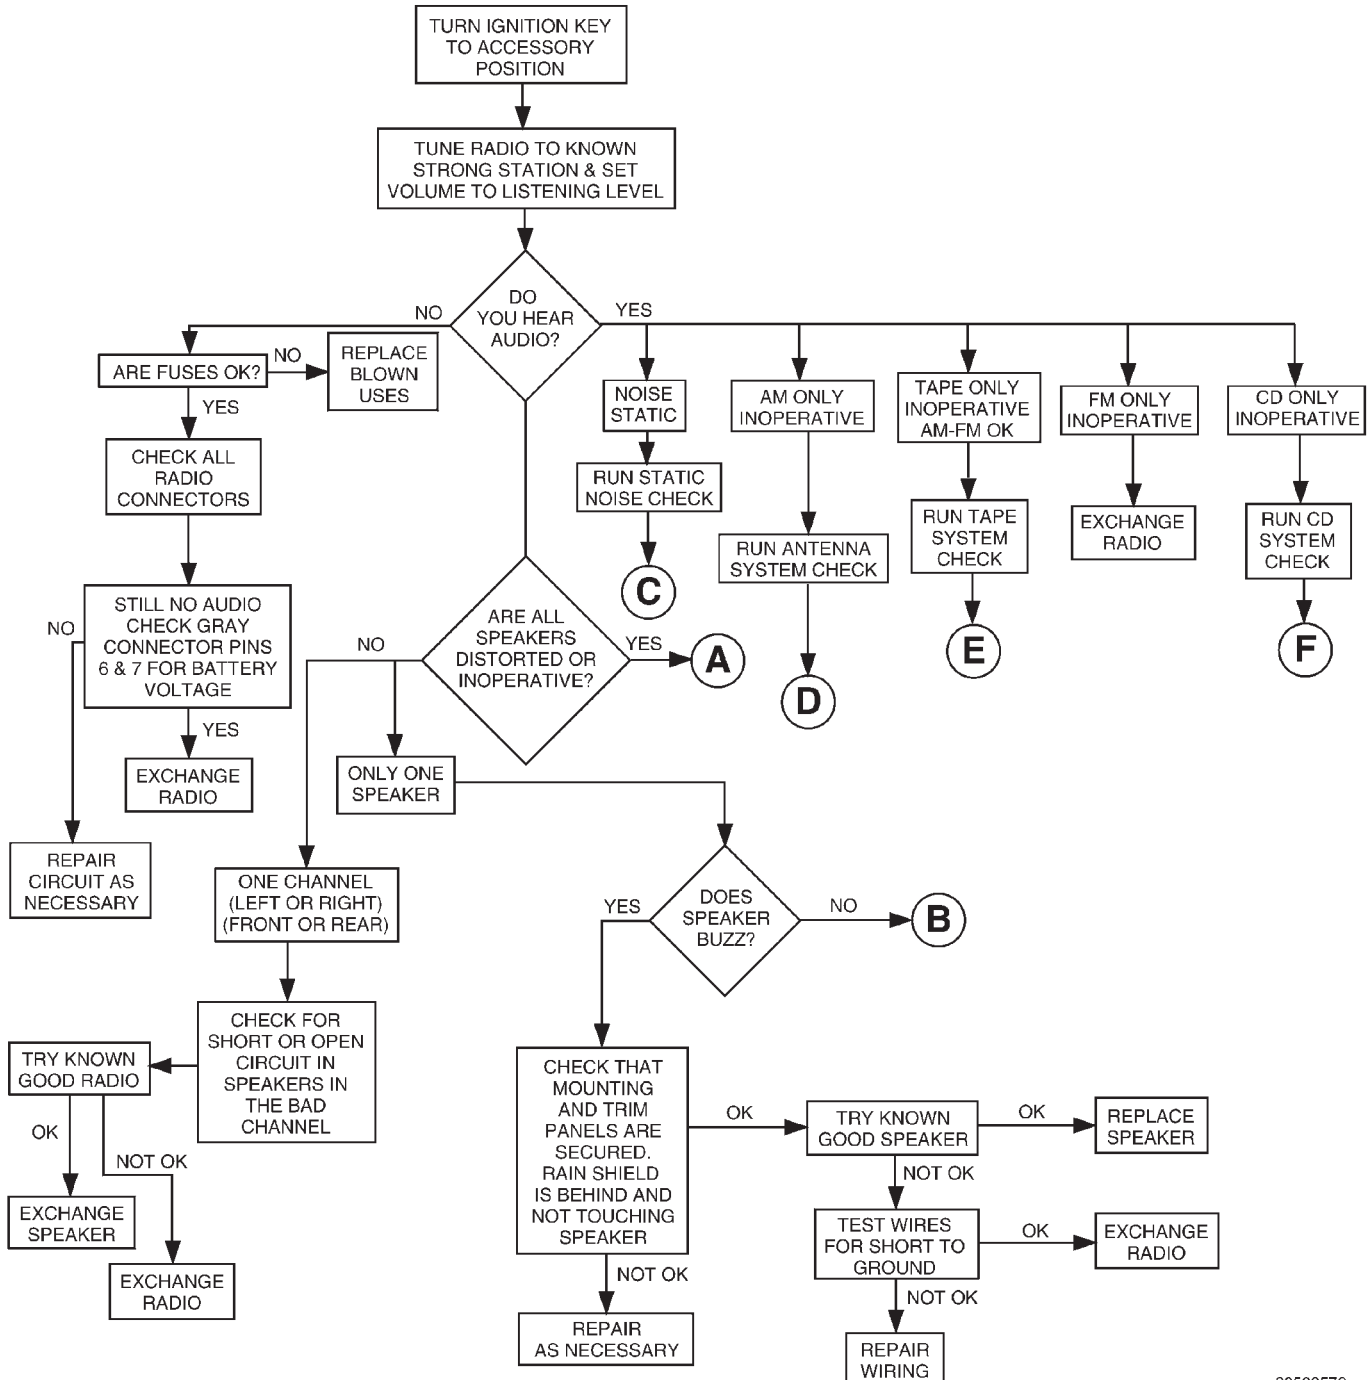 TURN IGNITION KEY
TO ACCESSORY
POSITION
TUNE RADIO TO KNOWN
STRONG STATION & SET
VOLUME TO LISTENING LEVEL
DO
YOU HEAR
AUDIO?
NO
YES
ARE FUSES OK?
NO
REPLACE
BLOWN
USES
YES
CHECK ALL
RADIO
CONNECTORS
STILL NO AUDIO
CHECK GRAY
CONNECTOR PINS
6 & 7 FOR BATTERY
VOLTAGE
NO
YES
EXCHANGE
RADIO
REPAIR
CIRCUIT AS
NECESSARY
NOISE
STATIC
RUN STATIC
NOISE CHECK
C
AM ONLY
INOPERATIVE
RUN ANTENNA
SYSTEM CHECK
D
TAPE ONLY
INOPERATIVE
AM-FM OK
RUN TAPE
SYSTEM
CHECK
E
FM ONLY
INOPERATIVE
EXCHANGE
RADIO
CD ONLY
INOPERATIVE
RUN CD
SYSTEM
CHECK
F
ARE ALL
SPEAKERS
DISTORTED OR
INOPERATIVE?
NO
YES
A
ONLY ONE
SPEAKER
ONE CHANNEL
(LEFT OR RIGHT)
(FRONT OR REAR)
CHECK FOR
SHORT OR OPEN
CIRCUIT IN
SPEAKERS IN
THE BAD
CHANNEL
TRY KNOWN
GOOD RADIO
OK
NOT OK
EXCHANGE
SPEAKER
EXCHANGE
RADIO
DOES
SPEAKER
BUZZ?
YES
NO
B
CHECK THAT
MOUNTING
AND TRIM
PANELS ARE
SECURED.
RAIN SHIELD
IS BEHIND AND
NOT TOUCHING
SPEAKER
OK
NOT OK
REPAIR
AS NECESSARY
TRY KNOWN
GOOD SPEAKER
OK
REPLACE
SPEAKER
NOT OK
TEST WIRES
FOR SHORT TO
GROUND
OK
EXCHANGE
RADIO
NOT OK
REPAIR
WIRING